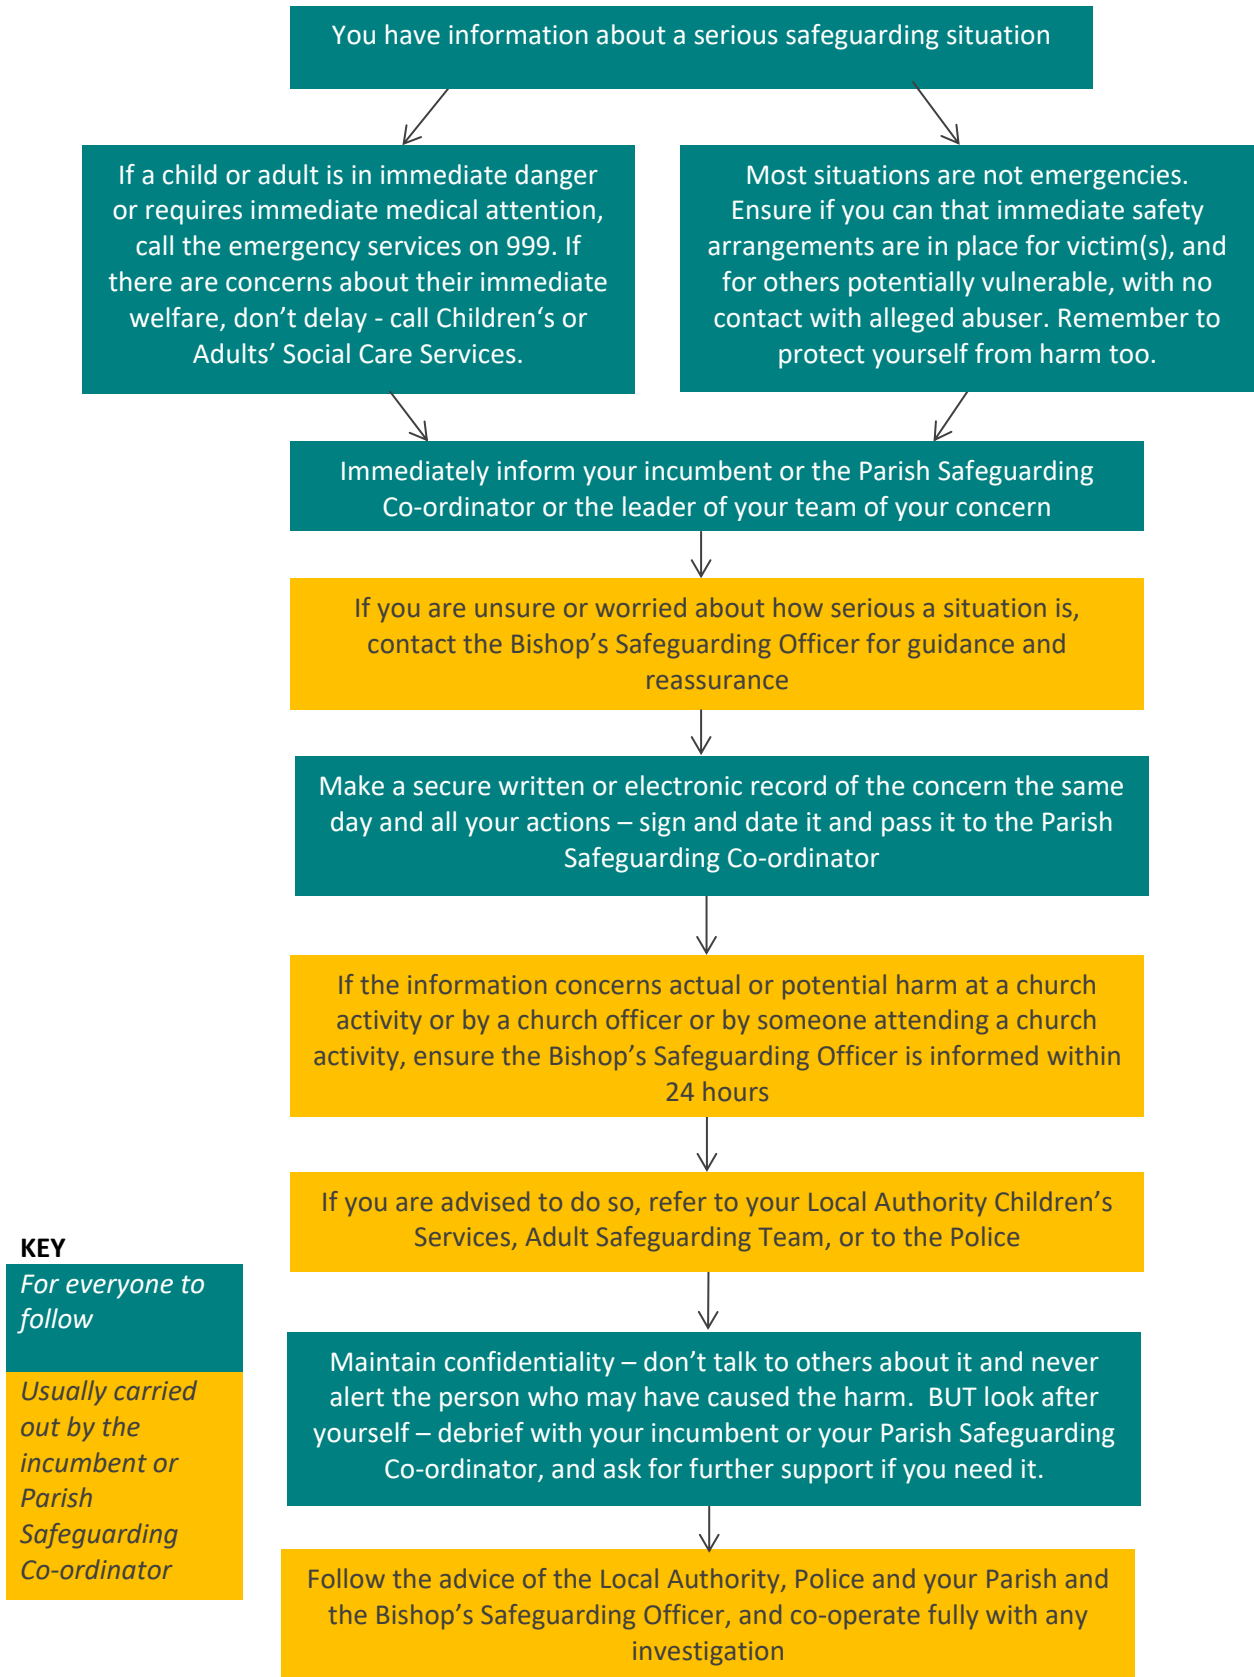 You have information about a serious safeguarding situation
If a child or adult is in immediate danger
or requires immediate medical attention,
call the emergency services on 999. If
there are concerns about their immediate
welfare, don’t delay - call Children‘s or
Adults’ Social Care Services.
Most situations are not emergencies.
Ensure if you can that immediate safety
arrangements are in place for victim(s), and
for others potentially vulnerable, with no
contact with alleged abuser. Remember to
protect yourself from harm too.
Immediately inform your incumbent or the Parish Safeguarding
Co-ordinator or the leader of your team of your concern
If you are unsure or worried about how serious a situation is,
contact the Bishop’s Safeguarding Officer for guidance and
reassurance
Make a secure written or electronic record of the concern the same
day and all your actions – sign and date it and pass it to the Parish
Safeguarding Co-ordinator
If the information concerns actual or potential harm at a church
activity or by a church officer or by someone attending a church
activity, ensure the Bishop’s Safeguarding Officer is informed within
24 hours
If you are advised to do so, refer to your Local Authority Children’s
Services, Adult Safeguarding Team, or to the Police
KEY
For everyone to
follow
Usually carried
out by the
incumbent or
Parish
Safeguarding
Co-ordinator
Maintain confidentiality – don’t talk to others about it and never
alert the person who may have caused the harm.  BUT look after
yourself – debrief with your incumbent or your Parish Safeguarding
Co-ordinator, and ask for further support if you need it.
Follow the advice of the Local Authority, Police and your Parish and
the Bishop’s Safeguarding Officer, and co-operate fully with any
investigation